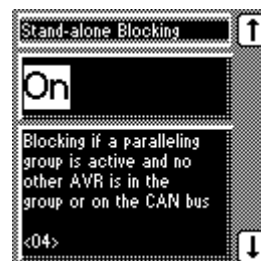 Stand-alone Blocking
On
Blocking if a paralleling
group is active and no
other AVR is in the
group or on the CAN bus
<04>